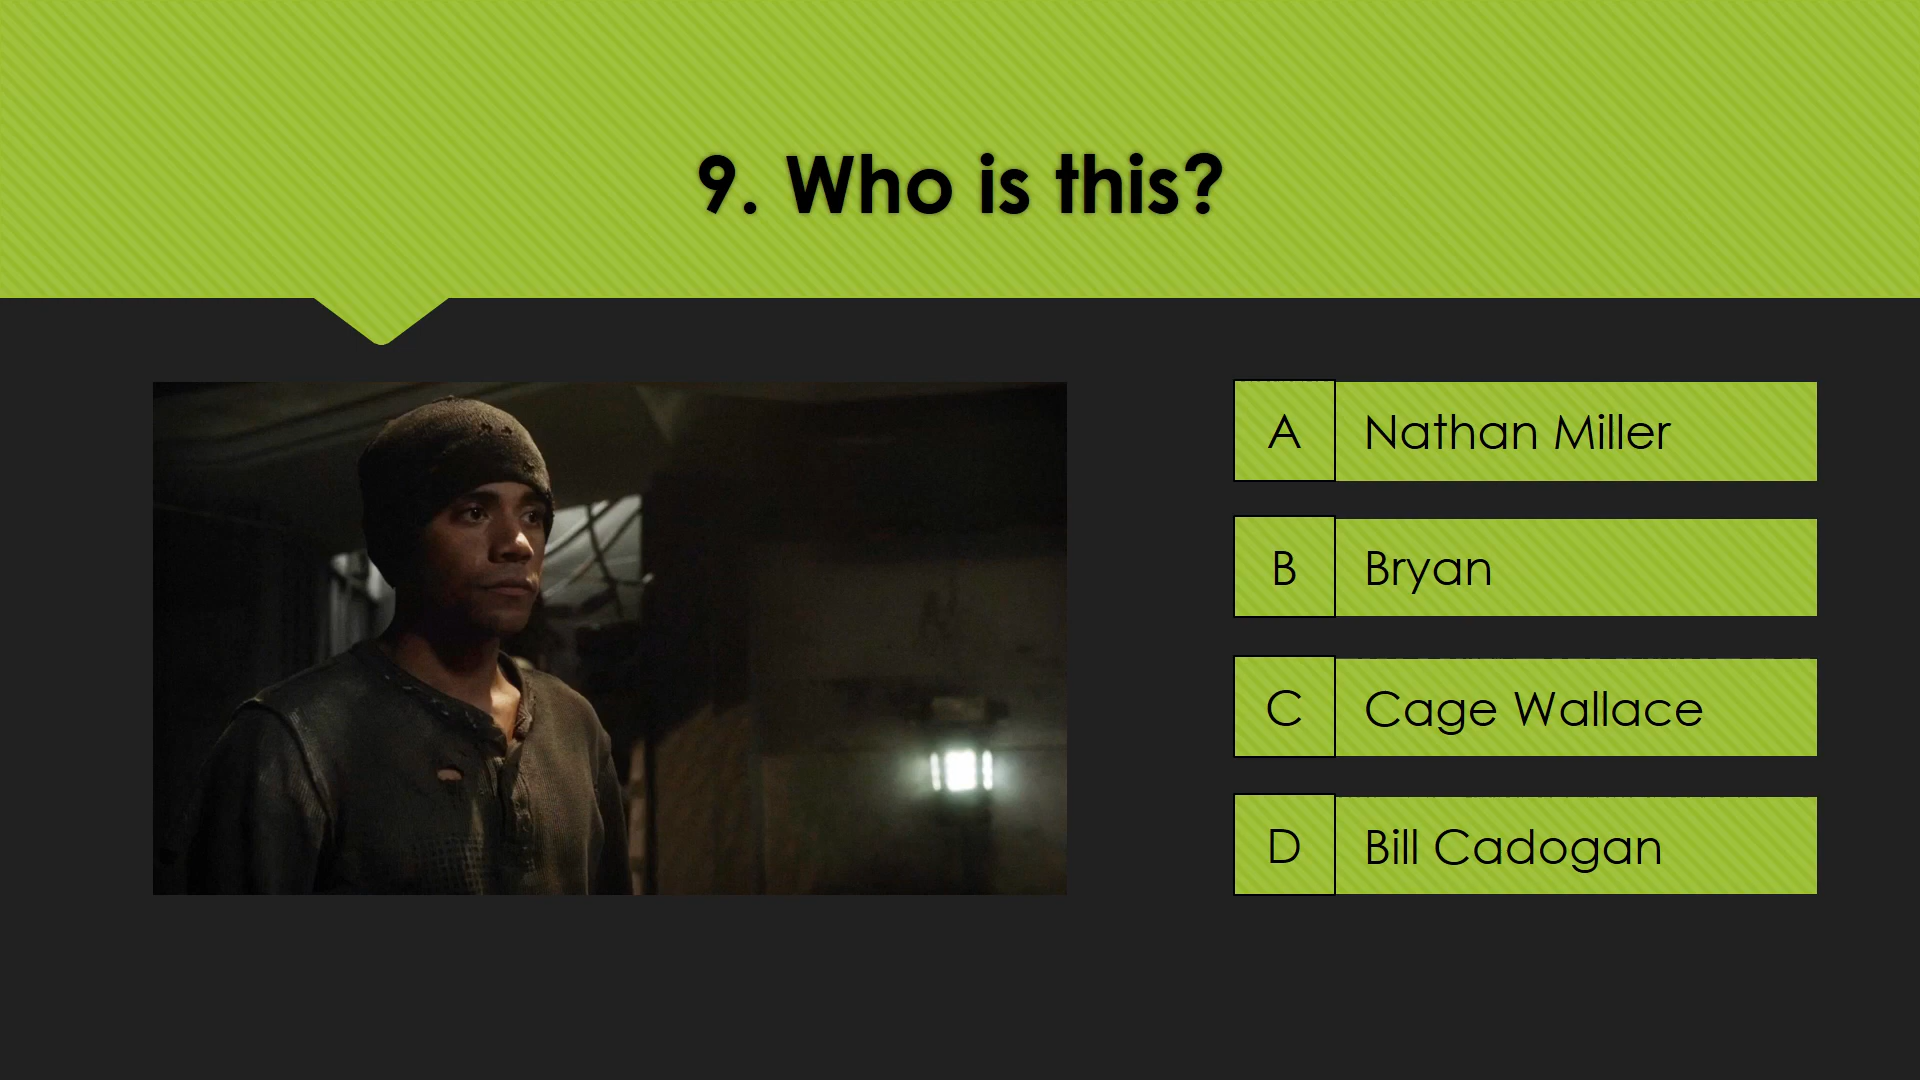 9. Who is this?
A Nathan Miller
B Bryan
C Cage Wallace
D Bill Cadogan